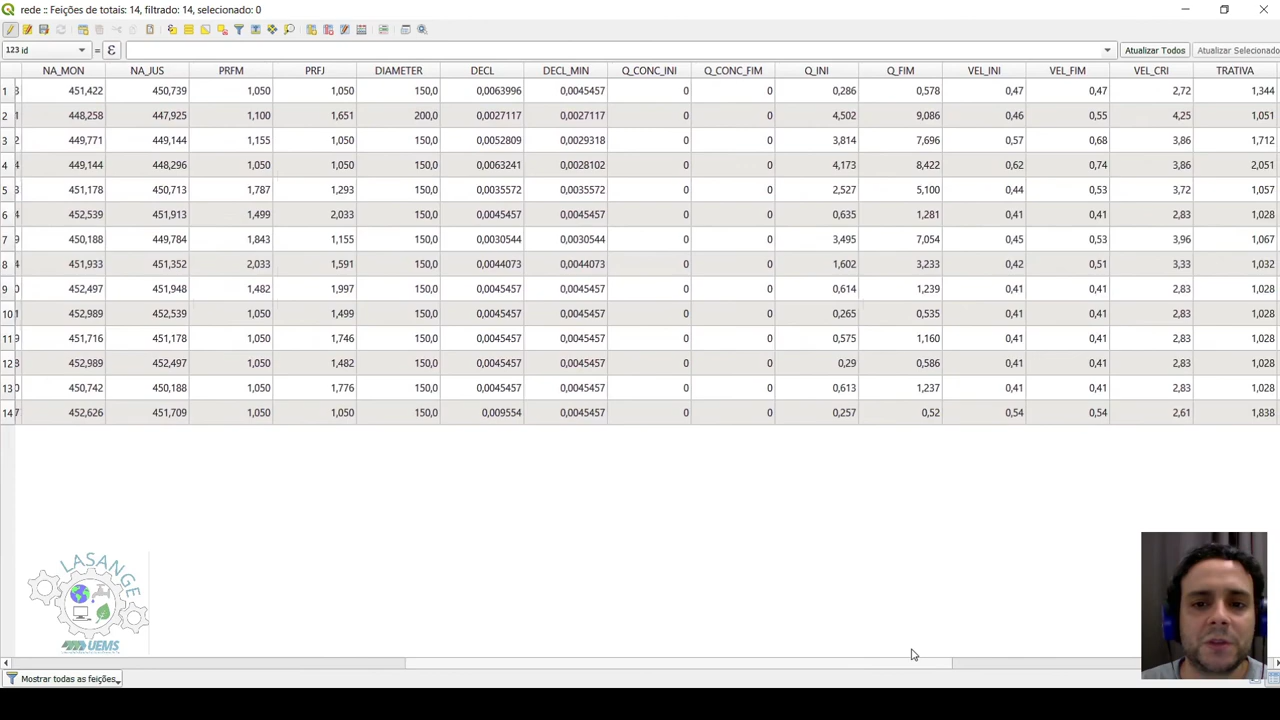 rede :: Feições de totais: 14, filtrado: 14, selecionado: 0
123 id = ε Atualizar Todos Atualizar Selecionado
NA_MON NA_JUS PRFM PRFJ DIAMETER DECL DECL_MIN Q_CONC_INI Q_CONC_FIM Q_INI Q_FIM VEL_INI VEL_FIM VEL_CRI TRATIVA
1 3 451,422 450,739 1,050 1,050 150,0 0,0063996 0,0045457 0 0 0,286 0,578 0,47 0,47 2,72 1,344
2 1 448,258 447,925 1,100 1,651 200,0 0,0027117 0,0027117 0 0 4,502 9,086 0,46 0,55 4,25 1,051
3 2 449,771 449,144 1,155 1,050 150,0 0,0052809 0,0029318 0 0 3,814 7,696 0,57 0,68 3,86 1,712
4 4 449,144 448,296 1,050 1,050 150,0 0,0063241 0,0028102 0 0 4,173 8,422 0,62 0,74 3,86 2,051
5 3 451,178 450,713 1,787 1,293 150,0 0,0035572 0,0035572 0 0 2,527 5,100 0,44 0,53 3,72 1,057
6 4 452,539 451,913 1,499 2,033 150,0 0,0045457 0,0045457 0 0 0,635 1,281 0,41 0,41 2,83 1,028
7 9 450,188 449,784 1,843 1,155 150,0 0,0030544 0,0030544 0 0 3,495 7,054 0,45 0,53 3,96 1,067
8 4 451,933 451,352 2,033 1,591 150,0 0,0044073 0,0044073 0 0 1,602 3,233 0,42 0,51 3,33 1,032
9 0 452,497 451,948 1,482 1,997 150,0 0,0045457 0,0045457 0 0 0,614 1,239 0,41 0,41 2,83 1,028
10 1 452,989 452,539 1,050 1,499 150,0 0,0045457 0,0045457 0 0 0,265 0,535 0,41 0,41 2,83 1,028
11 9 451,716 451,178 1,050 1,746 150,0 0,0045457 0,0045457 0 0 0,575 1,160 0,41 0,41 2,83 1,028
12 8 452,989 452,497 1,050 1,482 150,0 0,0045457 0,0045457 0 0 0,29 0,586 0,41 0,41 2,83 1,028
13 0 450,742 450,188 1,050 1,776 150,0 0,0045457 0,0045457 0 0 0,613 1,237 0,41 0,41 2,83 1,028
14 7 452,626 451,709 1,050 1,050 150,0 0,009554 0,0045457 0 0 0,257 0,52 0,54 0,54 2,61 1,838
LASANGE
UEMS
Mostrar todas as feições